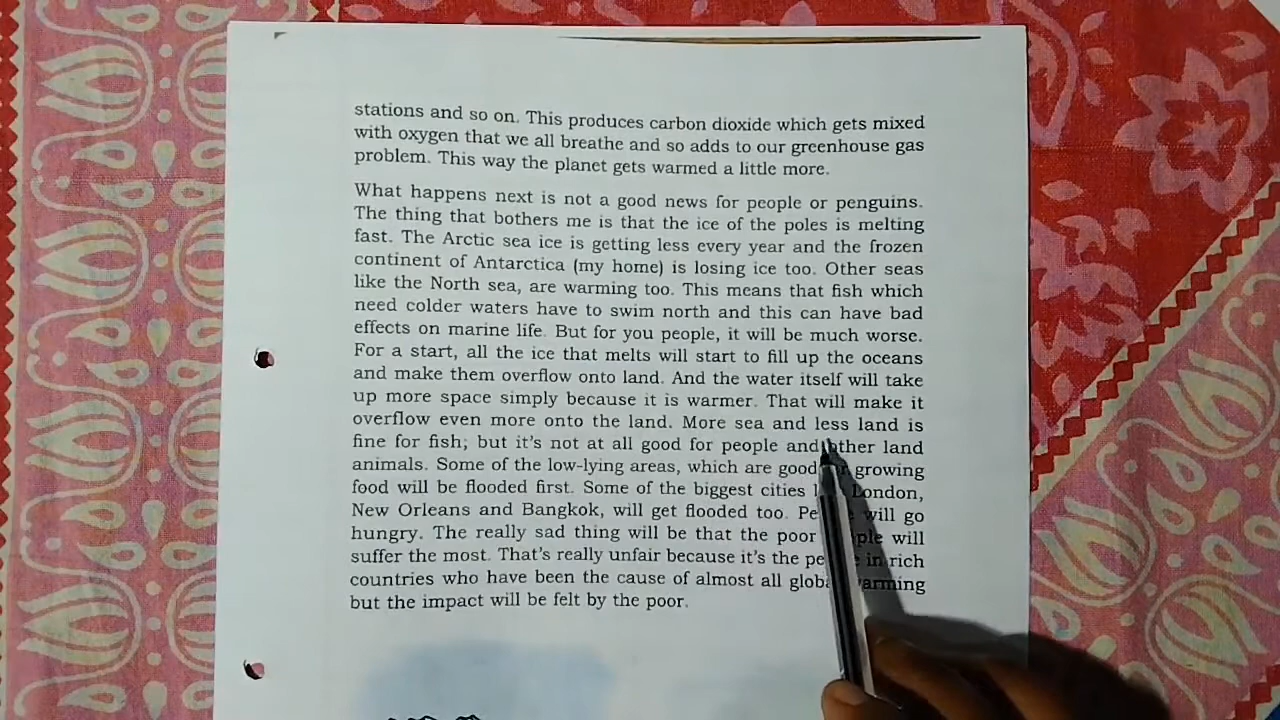 stations and so on. This produces carbon dioxide which gets mixed
with oxygen that we all breathe and so adds to our greenhouse gas
problem. This way the planet gets warmed a little more.
What happens next is not a good news for people or penguins.
The thing that bothers me is that the ice of the poles is melting
fast. The Arctic sea ice is getting less every year and the frozen
continent of Antarctica (my home) is losing ice too. Other seas
like the North sea, are warming too. This means that fish which
need colder waters have to swim north and this can have bad
effects on marine life. But for you people, it will be much worse.
For a start, all the ice that melts will start to fill up the oceans
and make them overflow onto land. And the water itself will take
up more space simply because it is warmer. That will make it
overflow even more onto the land. More sea and less land is
fine for fish; but it's not at all good for people and other land
animals. Some of the low-lying areas, which are good growing
food will be flooded first. Some of the biggest cities London,
New Orleans and Bangkok, will get flooded too. will go
hungry. The really sad thing will be that the poor will
suffer the most. That's really unfair because it's the in rich
countries who have been the cause of almost all warming
but the impact will be felt by the poor.